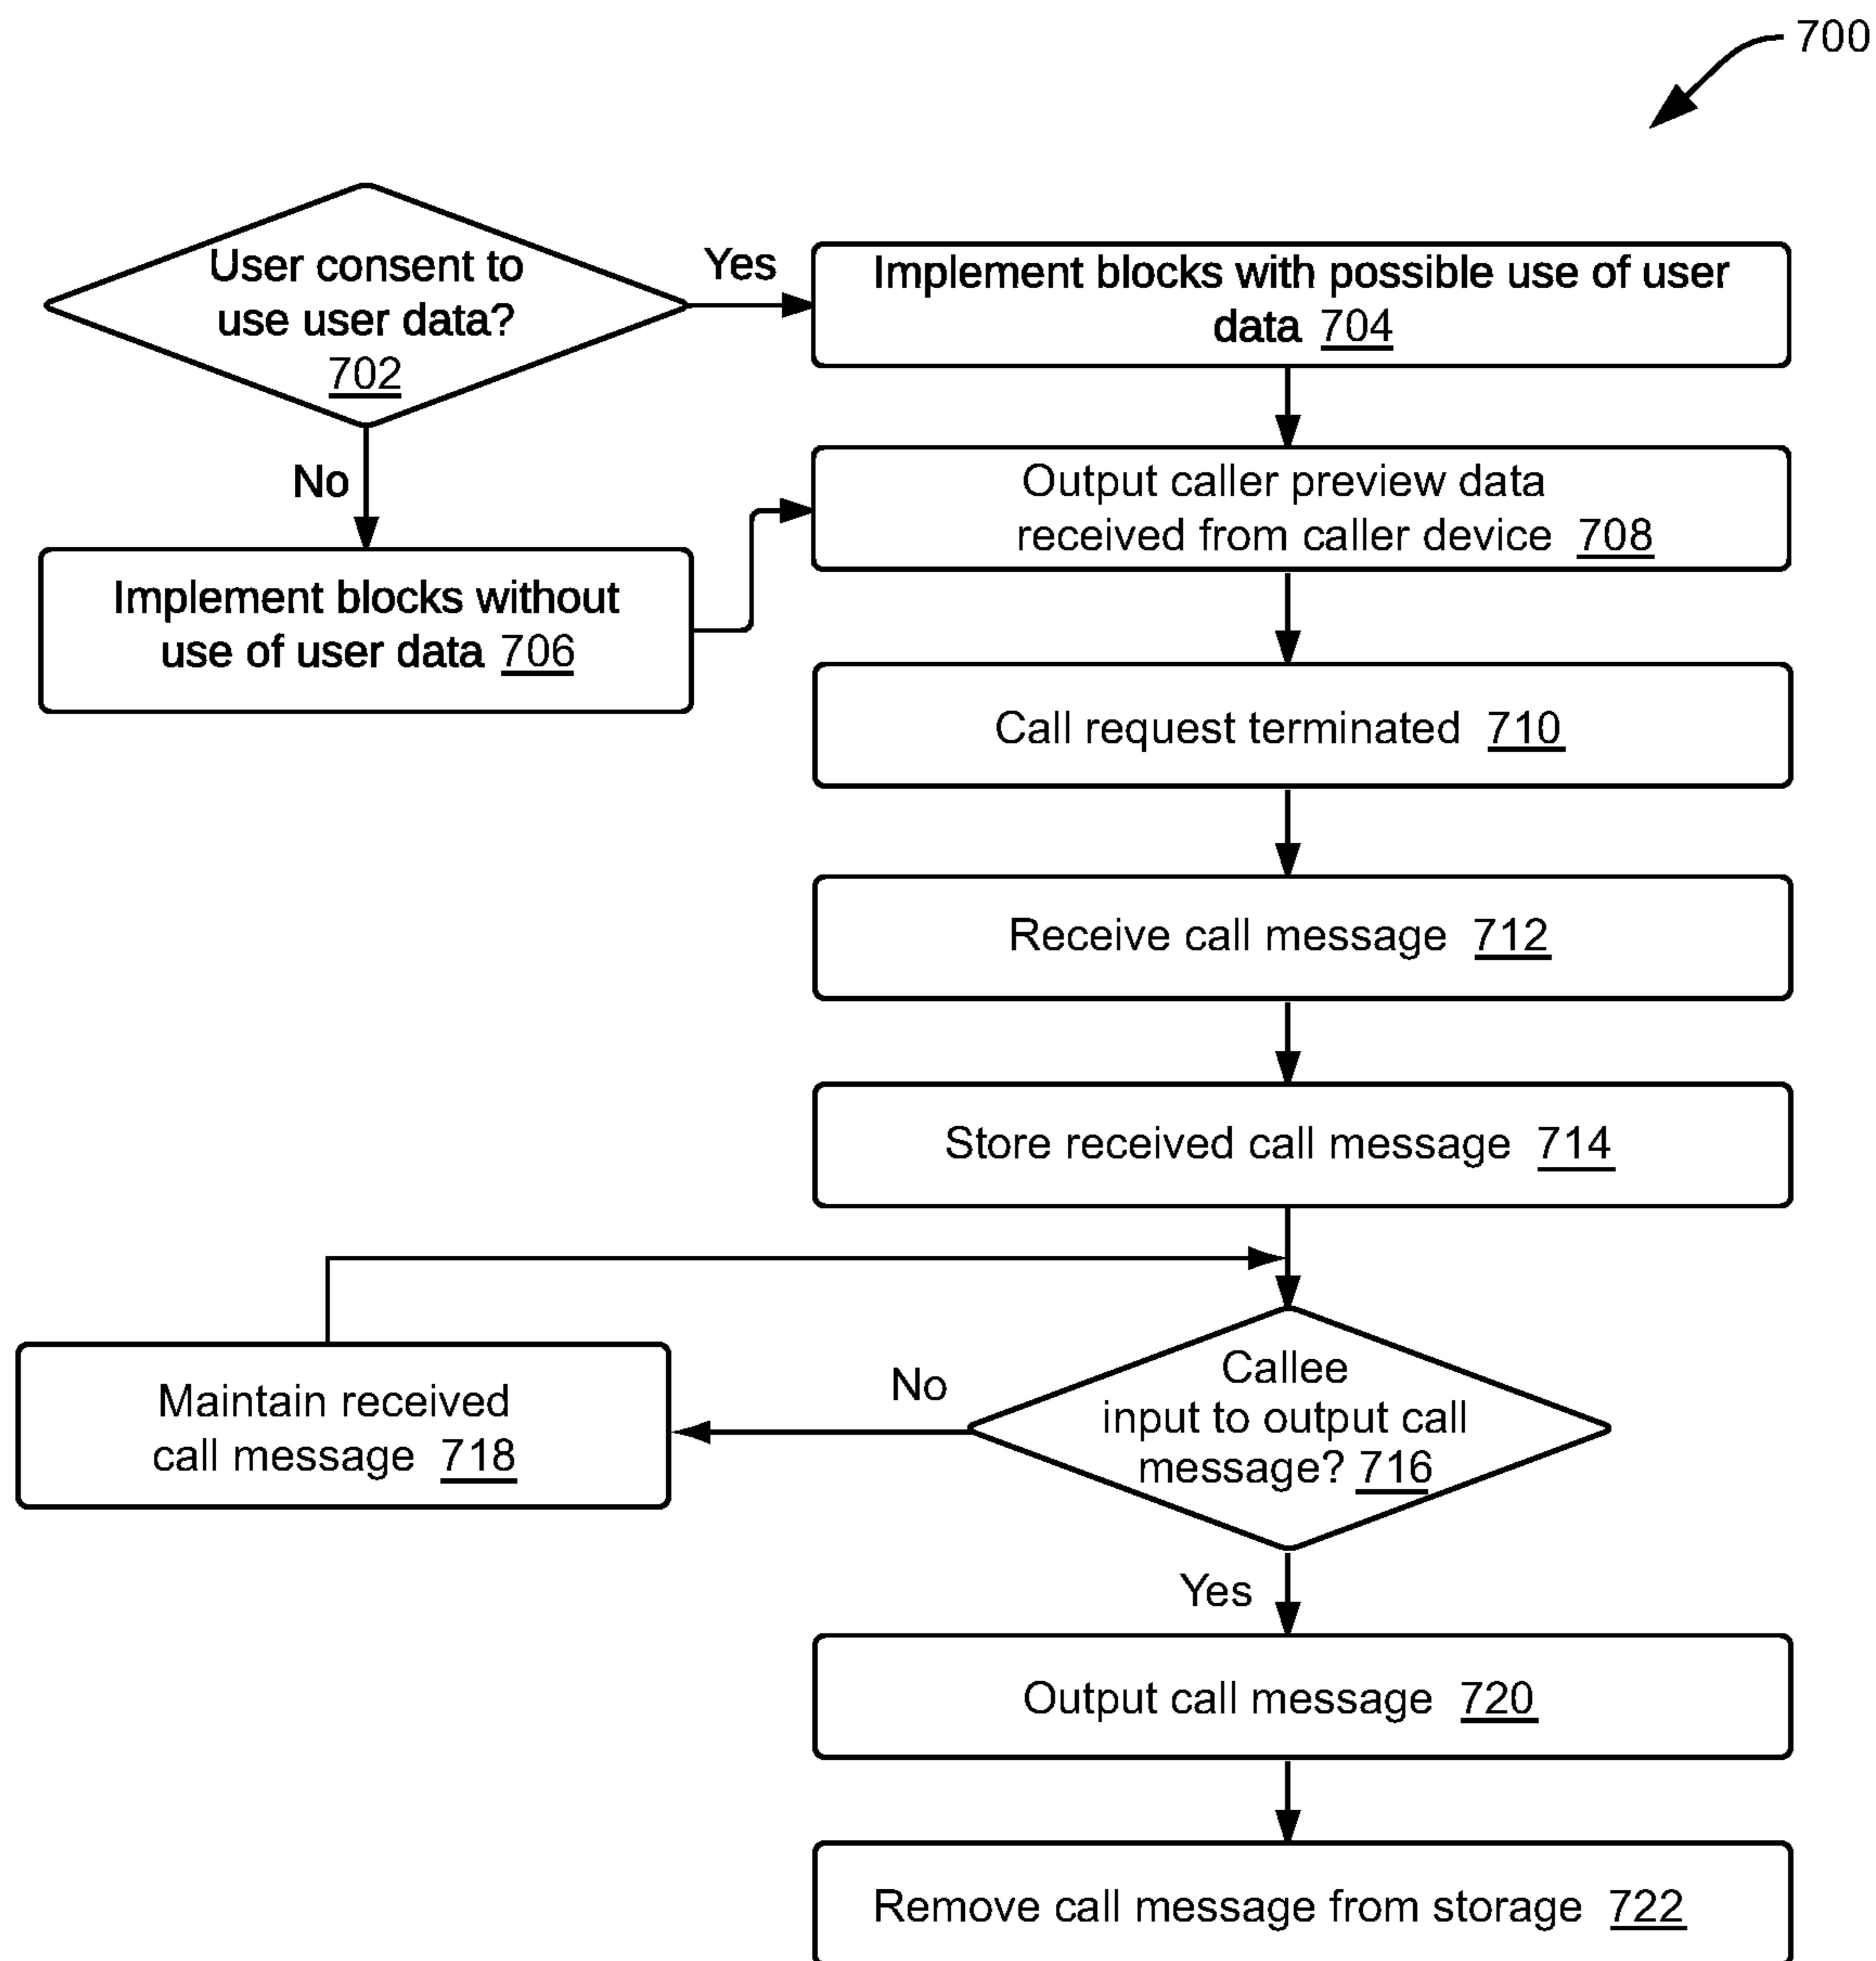 700
User consent to
use user data?
702
Yes
Implement blocks with possible use of user
data 704
No
Output caller preview data
received from caller device 708
Implement blocks without
use of user data 706
Call request terminated 710
Receive call message 712
Store received call message 714
Callee
input to output call
message? 716
No
Maintain received
call message 718
Yes
Output call message 720
Remove call message from storage 722